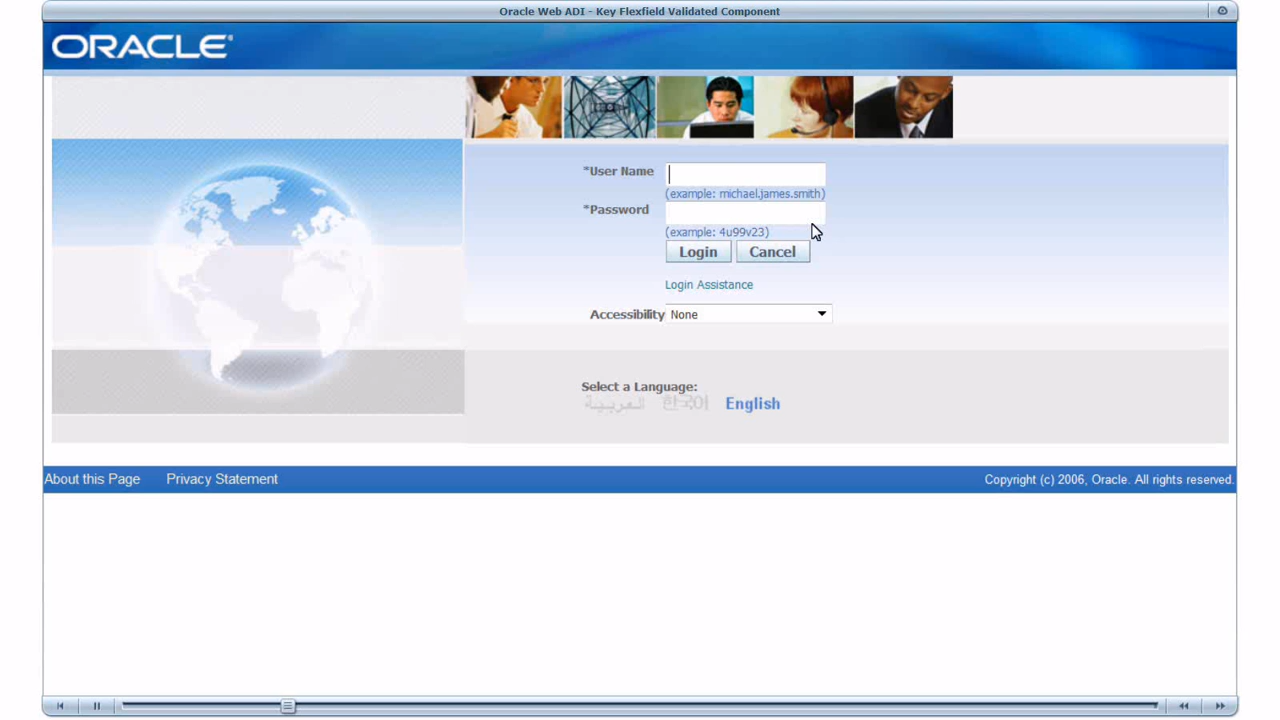 Oracle Web ADI - Key Flexfield Validated Component
ORACLE®
*User Name
(example: michael.james.smith)
*Password
(example: 4u99v23)
Login Cancel
Login Assistance
Accessibility None
Select a Language:
العربية English
About this Page Privacy Statement Copyright (c) 2006, Oracle. All rights reserved.